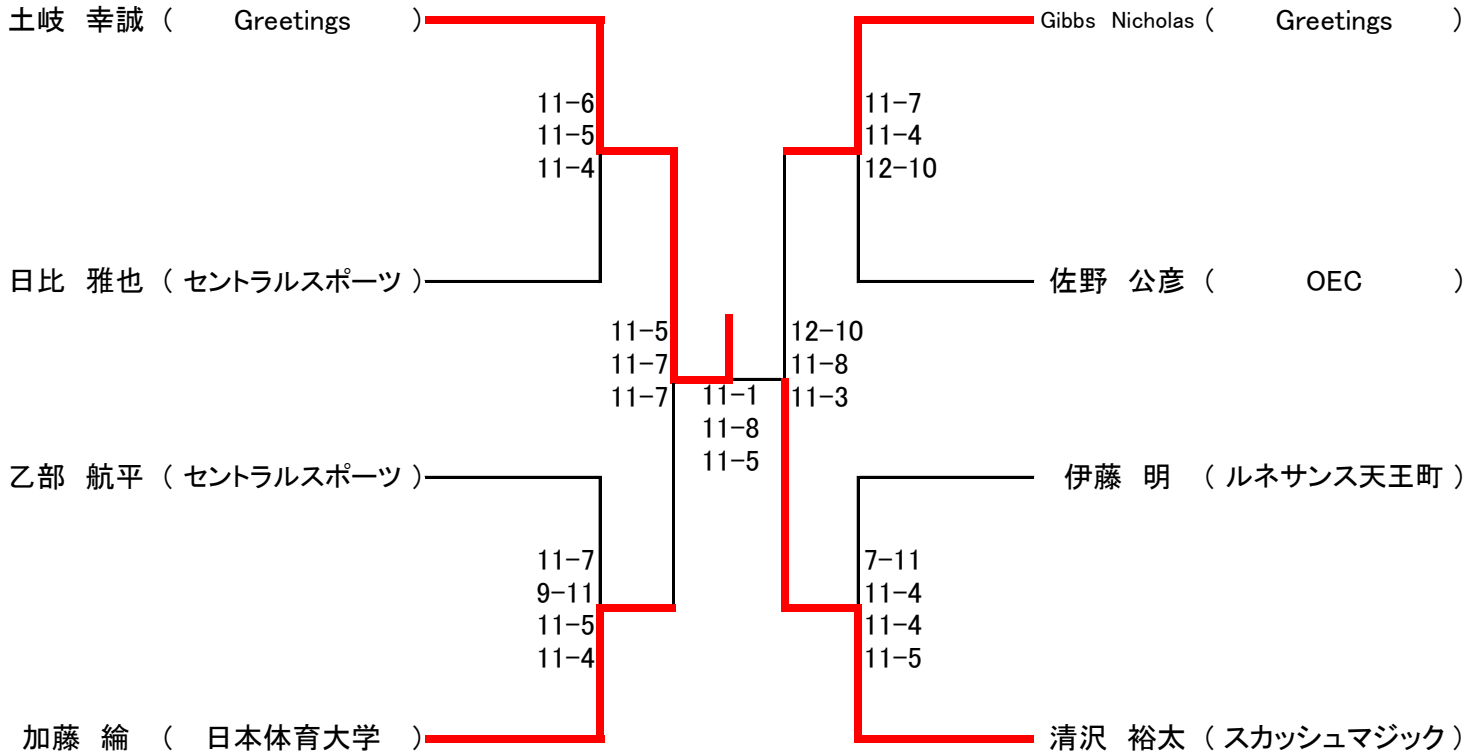 土岐 幸誠 ( Greetings )
11-6
11-5
11-4
日比 雅也 ( セントラルスポーツ )
11-5
11-7
11-7
乙部 航平 ( セントラルスポーツ )
11-7
9-11
11-5
11-4
加藤 綸 ( 日本体育大学 )
11-1
11-8
11-5
Gibbs Nicholas ( Greetings )
11-7
11-4
12-10
佐野 公彦 ( OEC )
12-10
11-8
11-3
伊藤 明 ( ルネサンス天王町 )
7-11
11-4
11-4
11-5
清沢 裕太 ( スカッシュマジック )